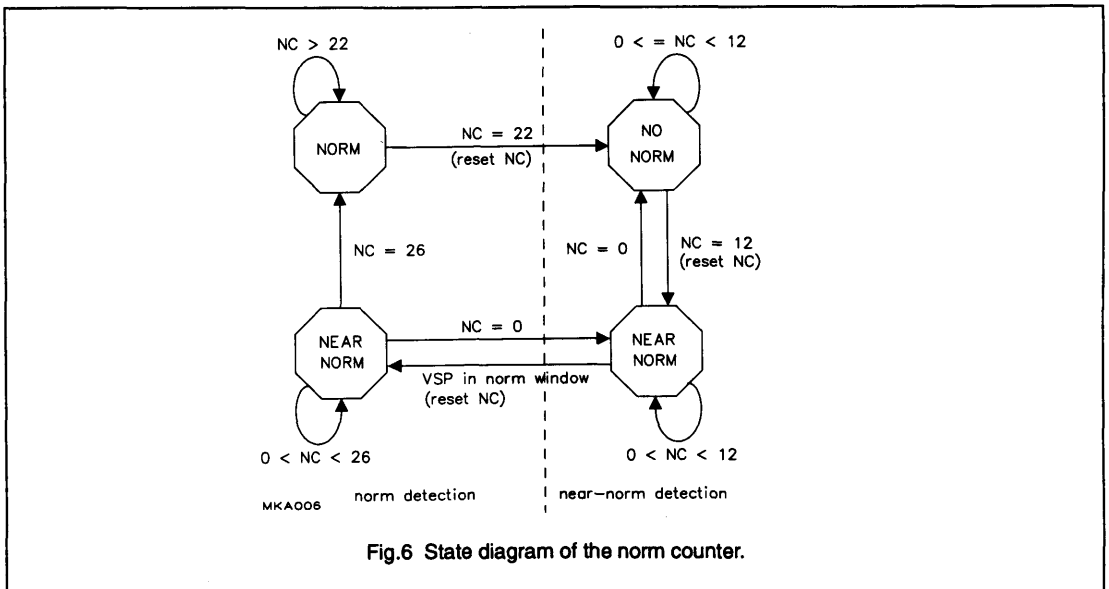 NC > 22
0 < = NC < 12
NORM
NC = 22
(reset NC)
NO
NORM
NC = 26
NC = 0
NC = 12
(reset NC)
NEAR
NORM
NC = 0
VSP in norm window
(reset NC)
NEAR
NORM
0 < NC < 26
0 < NC < 12
MKA006
norm detection
near-norm detection
Fig.6 State diagram of the norm counter.